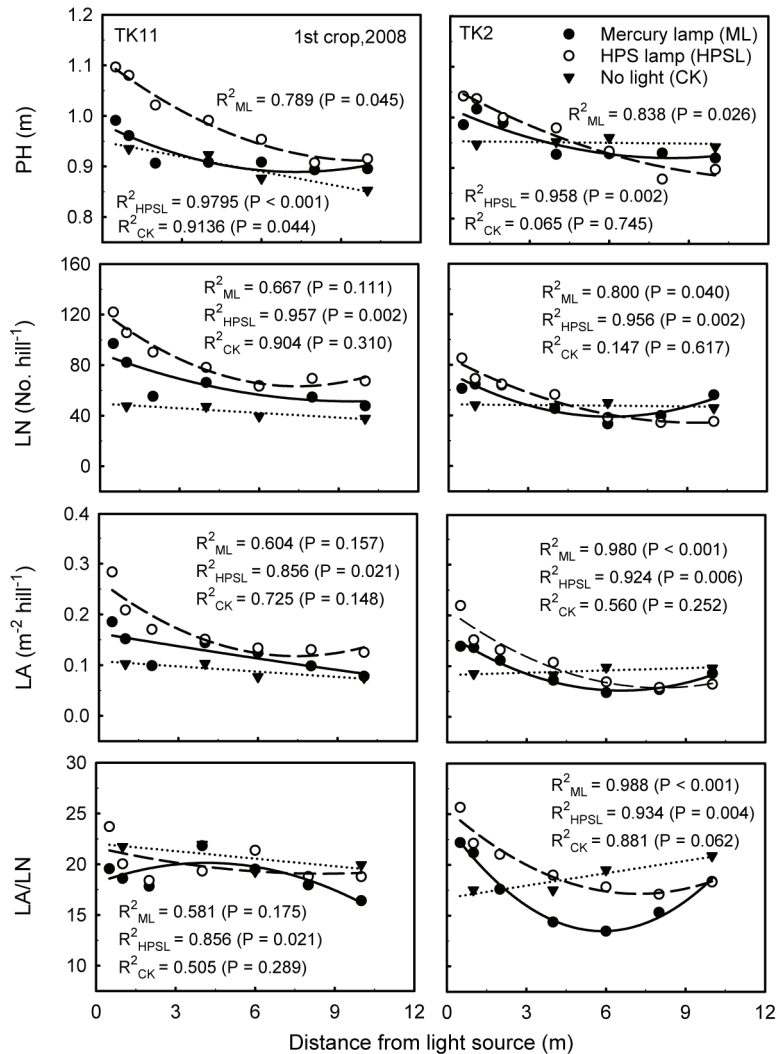 TK11 1st crop,2008
R²ML = 0.789 (P = 0.045)
R²HPSL = 0.9795 (P < 0.001)
R²CK = 0.9136 (P = 0.044)
PH (m)
1.2
1.1
1.0
0.9
0.8
TK2
Mercury lamp (ML)
HPS lamp (HPSL)
No light (CK)
R²ML = 0.838 (P = 0.026)
R²HPSL = 0.958 (P = 0.002)
R²CK = 0.065 (P = 0.745)
LN (No. hill⁻¹)
160
120
80
40
0
R²ML = 0.667 (P = 0.111)
R²HPSL = 0.957 (P = 0.002)
R²CK = 0.904 (P = 0.310)
R²ML = 0.800 (P = 0.040)
R²HPSL = 0.956 (P = 0.002)
R²CK = 0.147 (P = 0.617)
LA (m⁻² hill⁻¹)
0.4
0.3
0.2
0.1
0.0
R²ML = 0.604 (P = 0.157)
R²HPSL = 0.856 (P = 0.021)
R²CK = 0.725 (P = 0.148)
R²ML = 0.980 (P < 0.001)
R²HPSL = 0.924 (P = 0.006)
R²CK = 0.560 (P = 0.252)
LA/LN
30
25
20
15
10
R²ML = 0.581 (P = 0.175)
R²HPSL = 0.856 (P = 0.021)
R²CK = 0.505 (P = 0.289)
R²ML = 0.988 (P < 0.001)
R²HPSL = 0.934 (P = 0.004)
R²CK = 0.881 (P = 0.062)
0 3 6 9 12 0 3 6 9 12
Distance from light source (m)